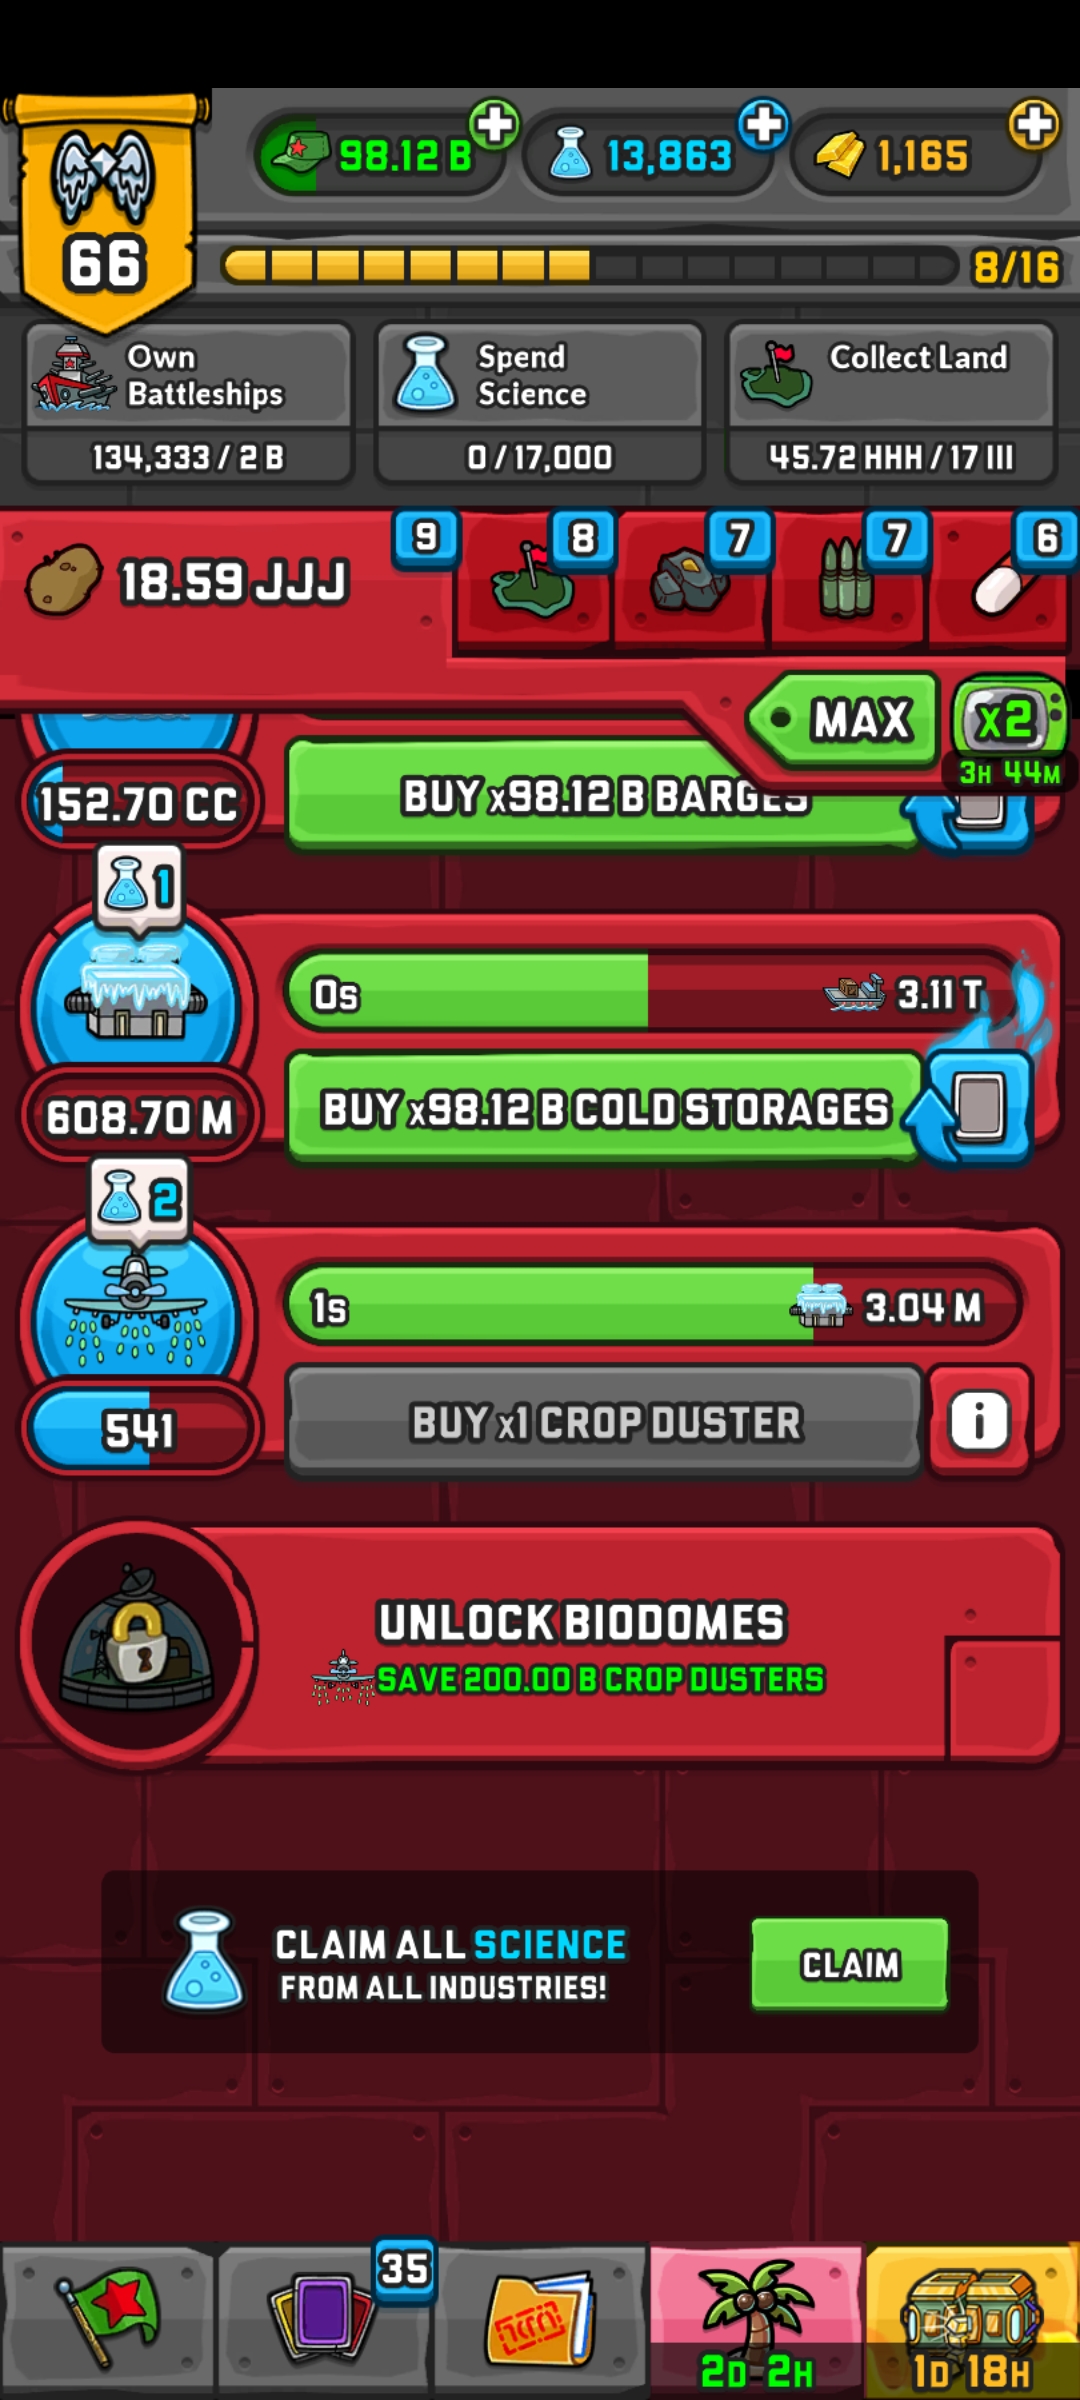 98.12 B
13,863
1,165
66
8/16
Own
Battleships
134,333 / 2 B
Spend
Science
0 / 17,000
Collect Land
45.72 HHH / 17 III
18.59 JJJ
9
8
7
7
6
MAX
x2
3H 44M
152.70 CC
BUY x98.12 B BARGES
1
0s
3.11 T
608.70 M
BUY x98.12 B COLD STORAGES
2
1s
3.04 M
541
BUY x1 CROP DUSTER
i
UNLOCK BIODOMES
SAVE 200.00 B CROP DUSTERS
CLAIM ALL SCIENCE
FROM ALL INDUSTRIES!
CLAIM
35
2D 2H
1D 18H